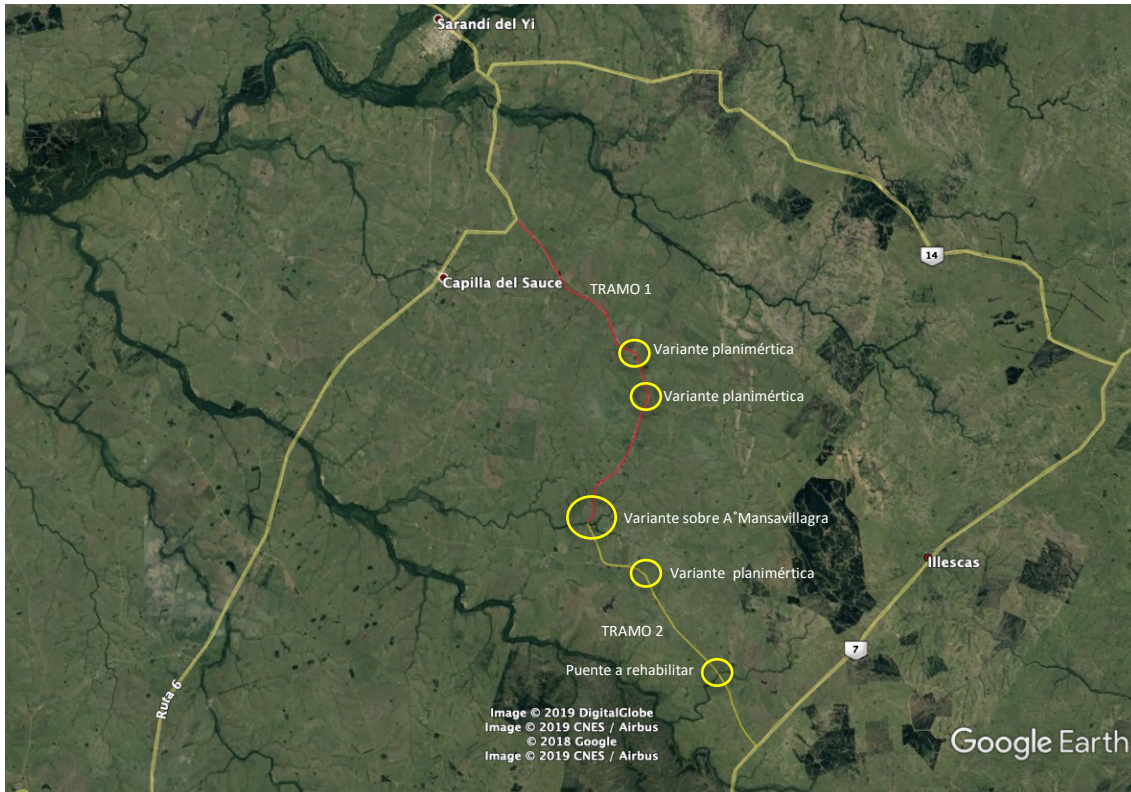 Sarandí del Yi
14
Capilla del Sauce
TRAMO 1
Variante planimértica
Variante planimértica
Variante sobre A˚Mansavillagra
Illescas
Variante  planimértica
TRAMO 2
7
Puente a rehabilitar
Ruta 6
Image © 2019 DigitalGlobe
Image © 2019 CNES / Airbus
© 2018 Google
Image © 2019 CNES / Airbus
Google Earth